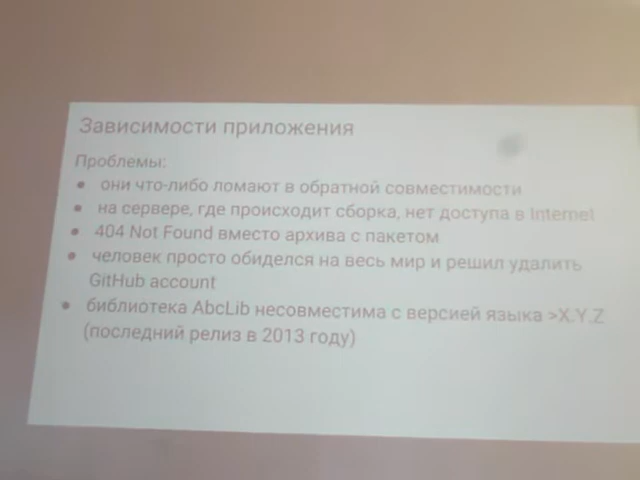 Зависимости приложения
Проблемы:
● они что-либо ломают в обратной совместимости
● на сервере, где происходит сборка, нет доступа в Internet
● 404 Not Found вместо архива с пакетом
● человек просто обиделся на весь мир и решил удалить
GitHub account
● библиотека AbcLib несовместима с версией языка >X.Y.Z
(последний релиз в 2013 году)